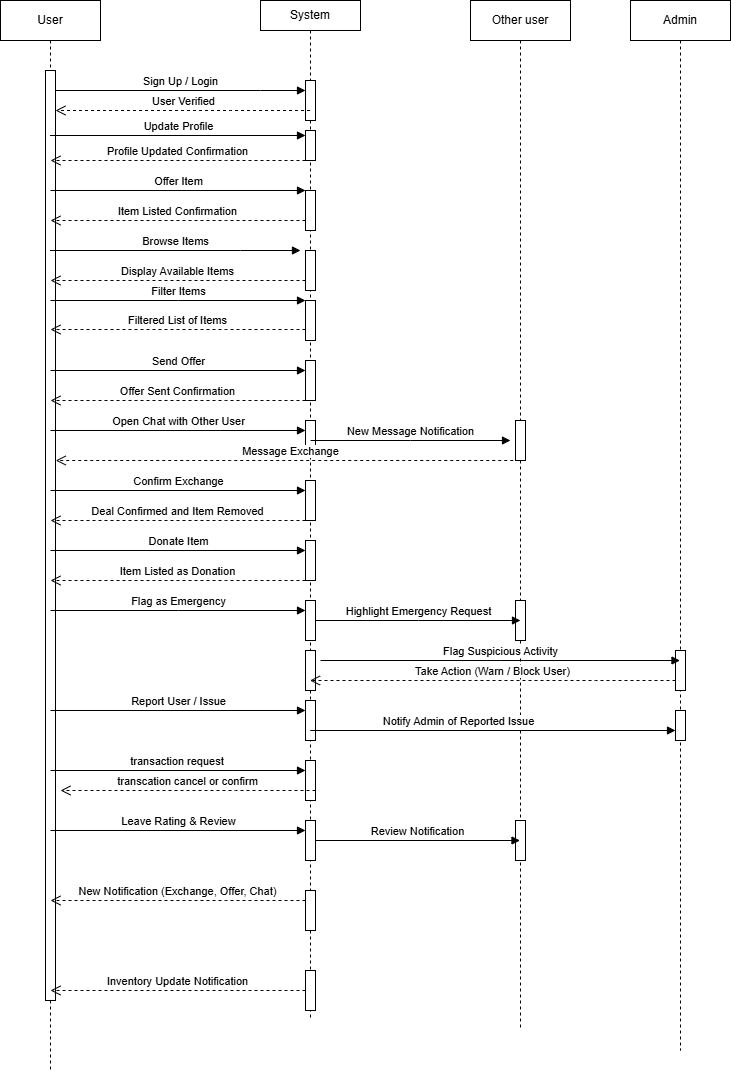 User
System
Other user
Admin
Sign Up / Login
User Verified
Update Profile
Profile Updated Confirmation
Offer Item
Item Listed Confirmation
Browse Items
Display Available Items
Filter Items
Filtered List of Items
Send Offer
Offer Sent Confirmation
Open Chat with Other User
New Message Notification
Message Exchange
Confirm Exchange
Deal Confirmed and Item Removed
Donate Item
Item Listed as Donation
Flag as Emergency
Highlight Emergency Request
Flag Suspicious Activity
Take Action (Warn / Block User)
Report User / Issue
Notify Admin of Reported Issue
transaction request
transcation cancel or confirm
Leave Rating & Review
Review Notification
New Notification (Exchange, Offer, Chat)
Inventory Update Notification